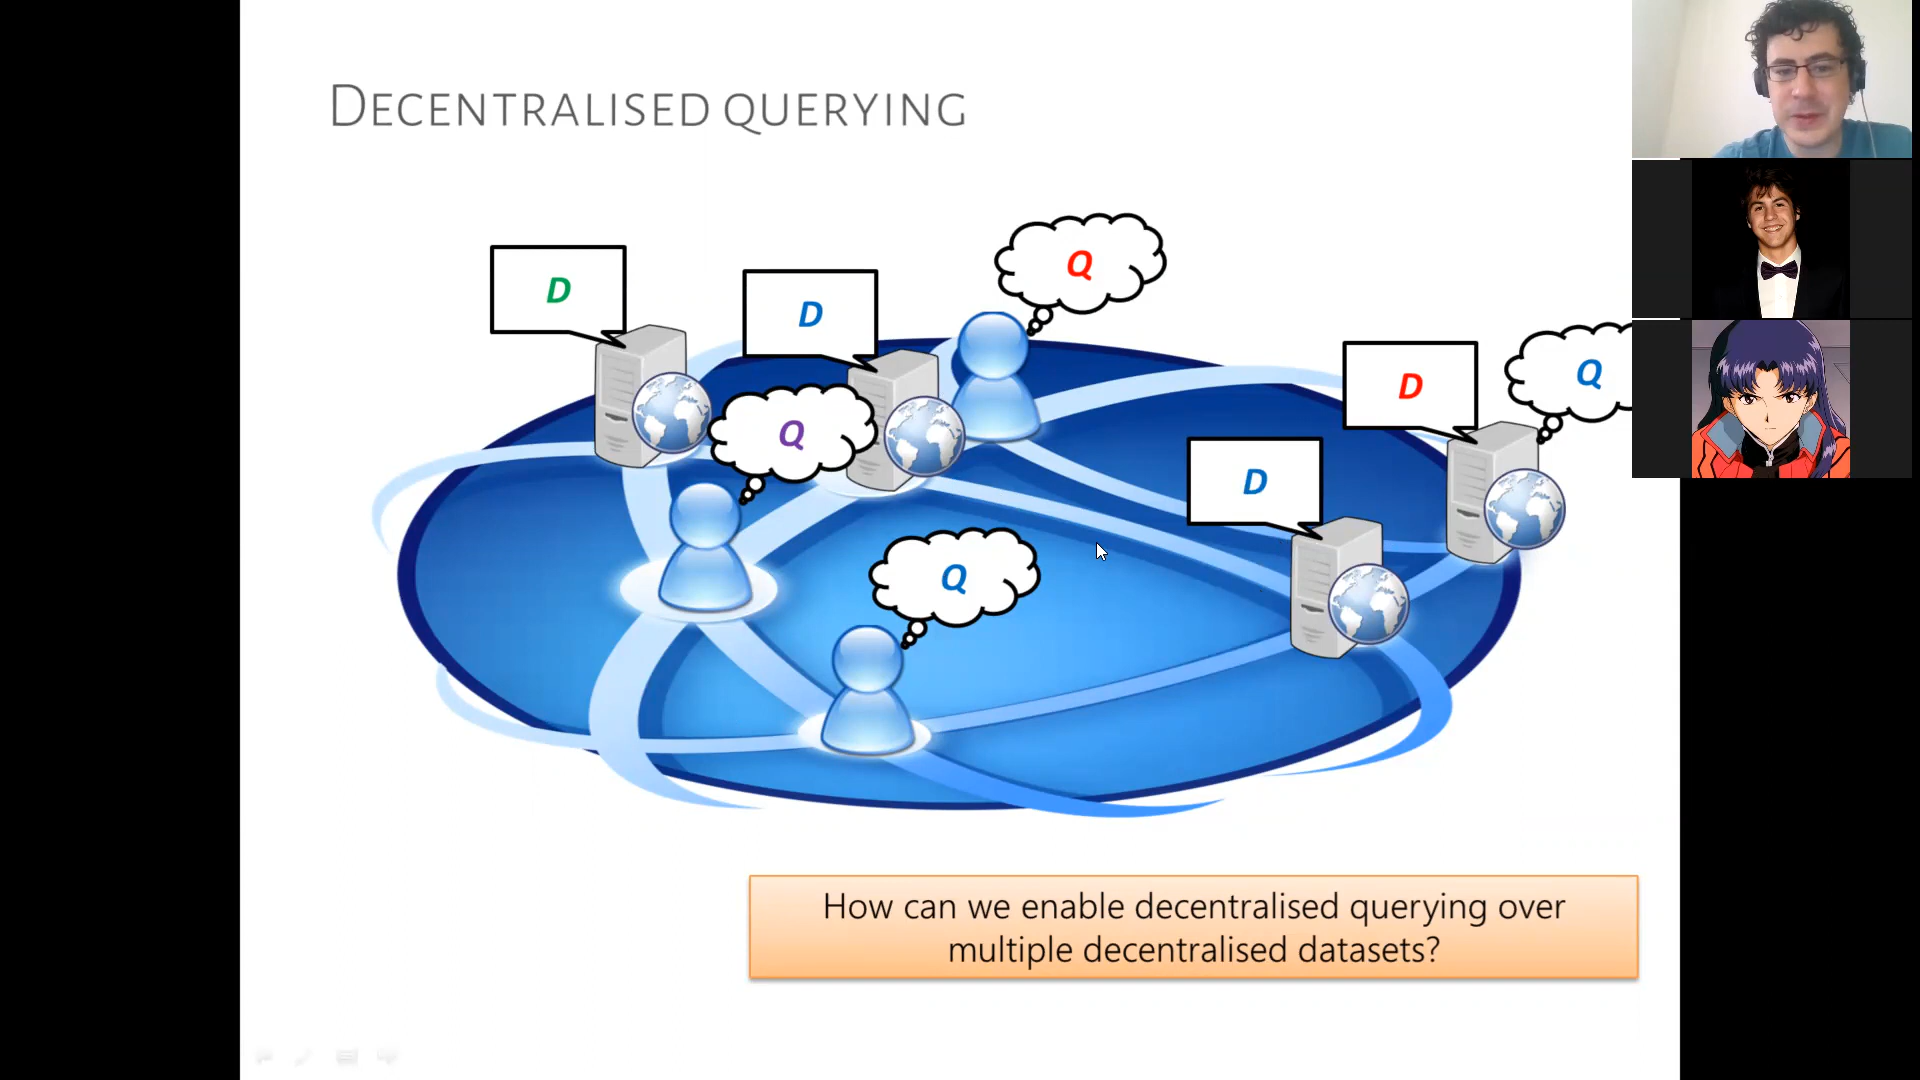 DECENTRALISED QUERYING
Q
D
D
D
Q
Q
D
Q
How can we enable decentralised querying over
multiple decentralised datasets?